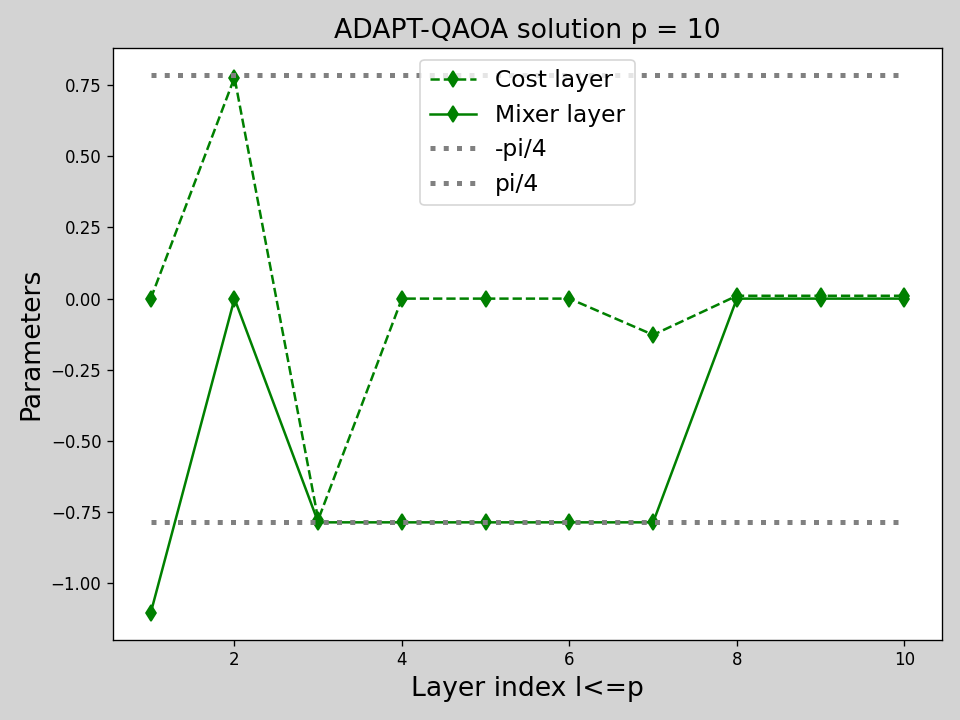 ADAPT-QAOA solution p = 10
Cost layer
Mixer layer
-pi/4
pi/4
0.75
0.50
0.25
0.00
−0.25
−0.50
−0.75
−1.00
Parameters
2 4 6 8 10
Layer index l<=p